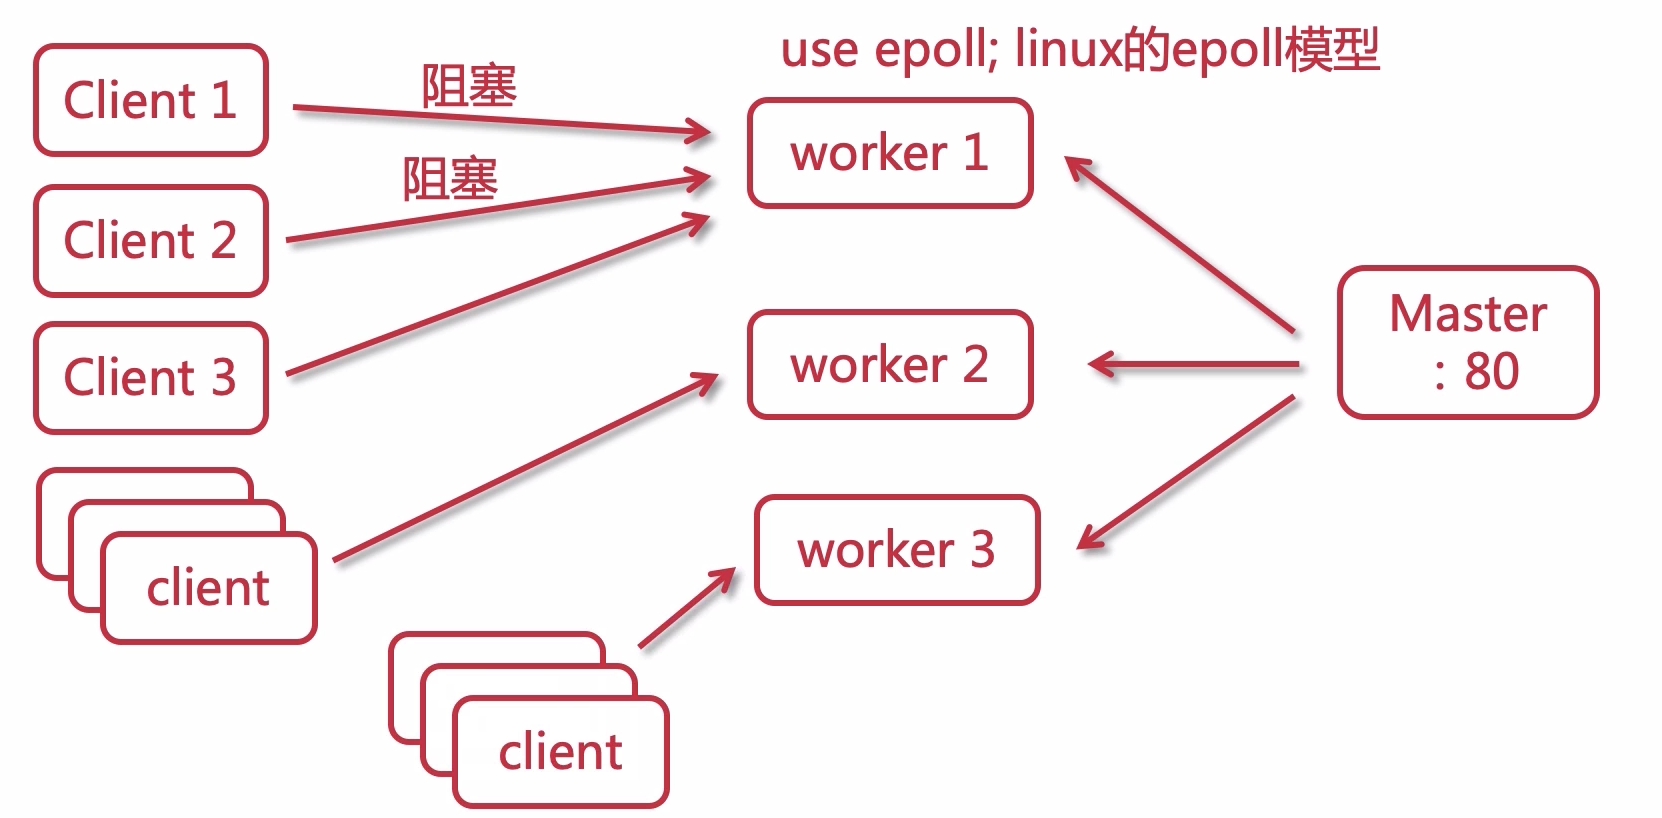 use epoll; linux的epoll模型
Client 1
阻塞
worker 1
阻塞
Client 2
Client 3
worker 2
Master
: 80
client
worker 3
client